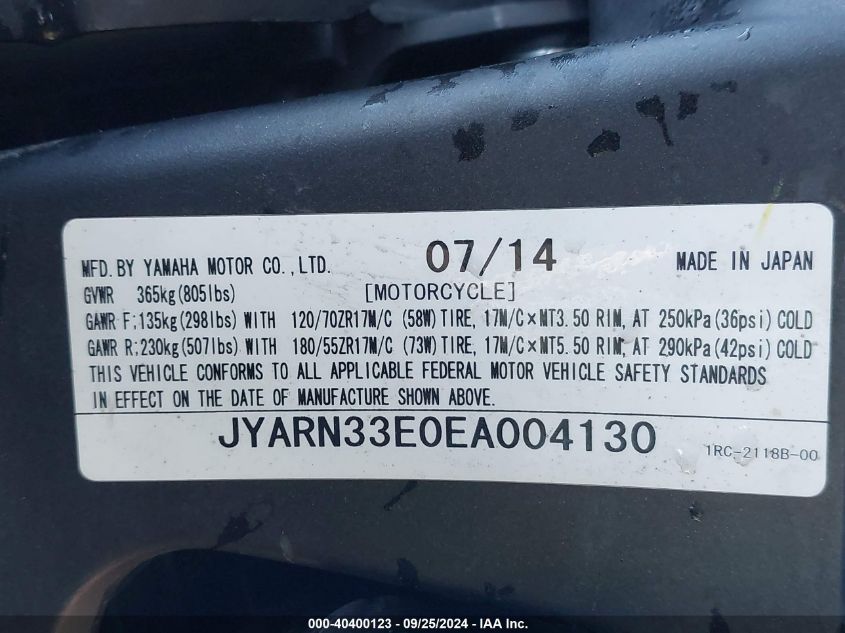 MFD. BY YAMAHA MOTOR CO., LTD. 07/14 MADE IN JAPAN
GVWR 365kg(805lbs) [MOTORCYCLE]
GAWR F:135kg(298lbs) WITH 120/70ZR17M/C (58W) TIRE, 17M/C×MT3.50 RIM, AT 250kPa(36psi) COLD
GAWR R:230kg(507lbs) WITH 180/55ZR17M/C (73W) TIRE, 17M/C×MT5.50 RIM, AT 290kPa(42psi) COLD
THIS VEHICLE CONFORMS TO ALL APPLICABLE FEDERAL MOTOR VEHICLE SAFETY STANDARDS
IN EFFECT ON THE DATE OF MANUFACTURE SHOWN ABOVE.
JYARN33E0EA004130 1RC-2118B-00
000-40400123 - 09/25/2024 - IAA Inc.